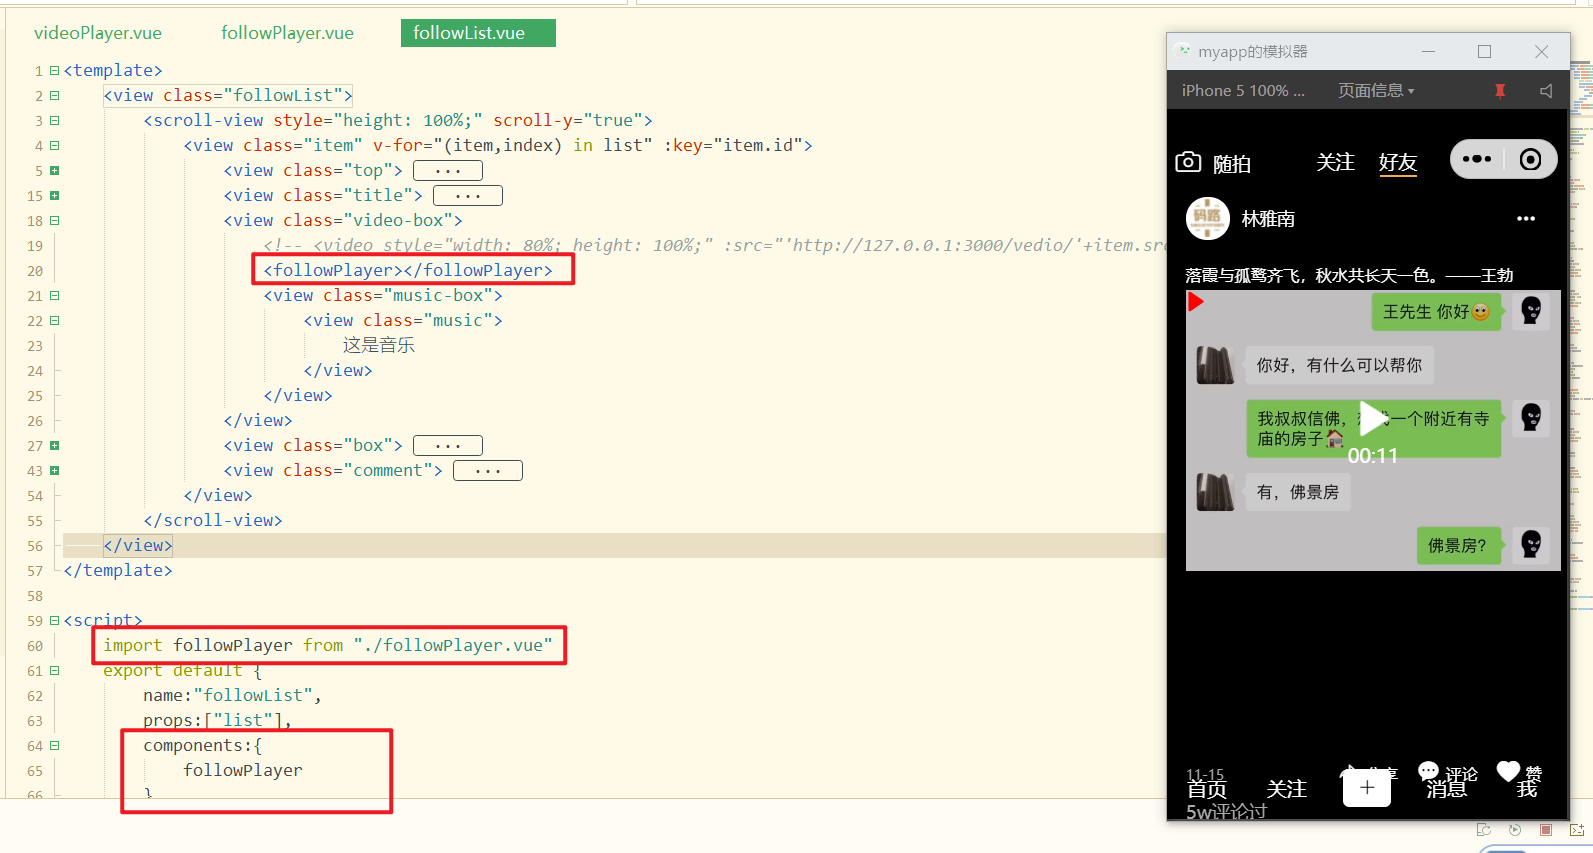 videoPlayer.vue followPlayer.vue followList.vue
1 <template>
2 <view class="followList">
3 <scroll-view style="height: 100%;" scroll-y="true">
4 <view class="item" v-for="(item,index) in list" :key="item.id">
5 <view class="top"> ...
15 <view class="title"> ...
18 <view class="video-box">
19 <!-- <video style="width: 80%; height: 100%;" :src="'http://127.0.0.1:3000/vedio/'+item.src
20 <followPlayer></followPlayer>
21 <view class="music-box">
22 <view class="music">
23 这是音乐
24 </view>
25 </view>
26 </view>
27 <view class="box"> ...
43 <view class="comment"> ...
54 </view>
55 </scroll-view>
56 </view>
57 </template>
58
59 <script>
60 import followPlayer from "./followPlayer.vue"
61 export default {
62 name:"followList",
63 props:["list"],
64 components:{
65 followPlayer
66 }
myapp的模拟器
iPhone 5 100% ... 页面信息
随拍 关注 好友
码路
林雅南
落霞与孤鹜齐飞，秋水共长天一色。——王勃
王先生 你好
你好，有什么可以帮你
我叔叔信佛，想找一个附近有寺
庙的房子
00:11
有，佛景房
佛景房?
11-15 分享 评论 赞
首页 关注 + 消息 我
5w评论过